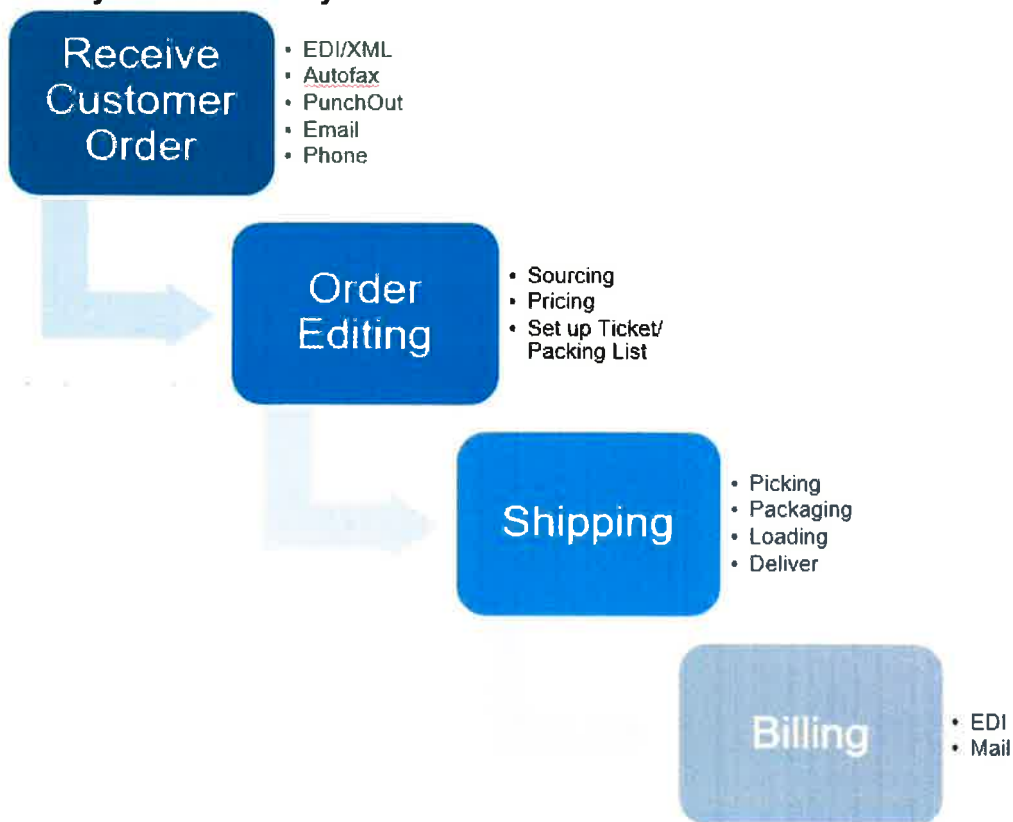 Receive
Customer
Order
• EDI/XML
• Autofax
• PunchOut
• Email
• Phone
Order
Editing
• Sourcing
• Pricing
• Set up Ticket/
Packing List
Shipping
• Picking
• Packaging
• Loading
• Deliver
Billing
• EDI
• Mail